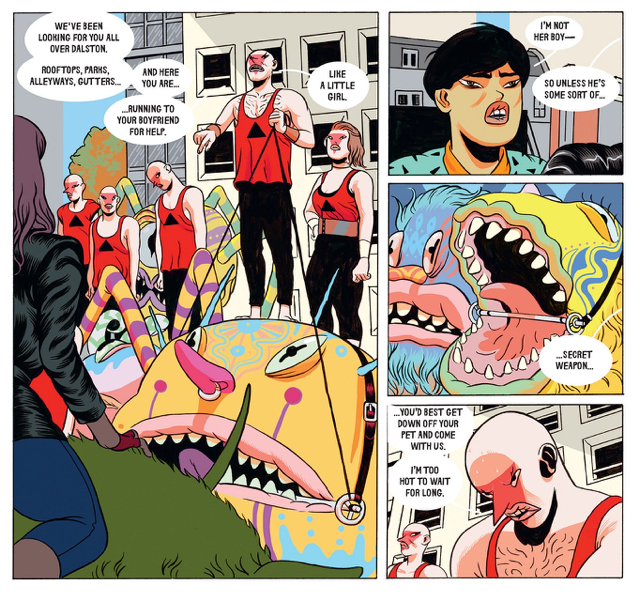 WE'VE BEEN
LOOKING FOR YOU ALL
OVER DALSTON.
ROOFTOPS, PARKS,
ALLEYWAYS, GUTTERS...
AND HERE
YOU ARE...
...RUNNING TO
YOUR BOYFRIEND
FOR HELP.
LIKE
A LITTLE
GIRL.
I'M NOT
HER BOY—
SO UNLESS HE'S
SOME SORT OF...
...SECRET
WEAPON...
...YOU'D BEST GET
DOWN OFF YOUR
PET AND COME
WITH US.
I'M TOO
HOT TO WAIT
FOR LONG.